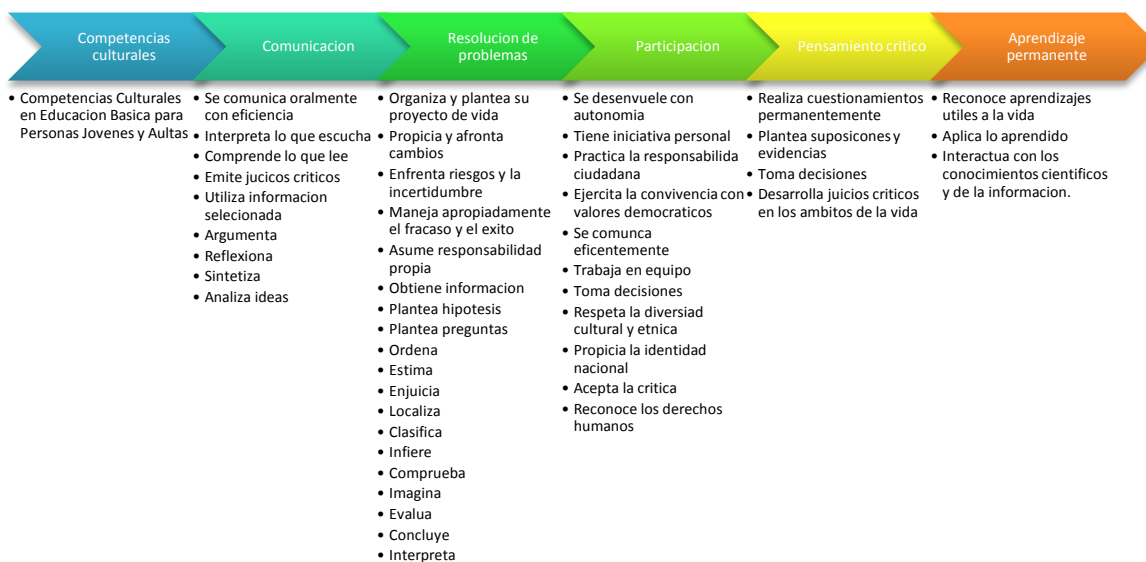 Competencias
culturales
Comunicacion
Resolucion de
problemas
Participacion
Pensamiento critico
Aprendizaje
permanente
• Competencias Culturales
en Educacion Basica para
Personas Jovenes y Aultas
• Se comunica oralmente
con eficiencia
• Interpreta lo que escucha
• Comprende lo que lee
• Emite jucicos criticos
• Utiliza informacion
selecionada
• Argumenta
• Reflexiona
• Sintetiza
• Analiza ideas
• Organiza y plantea su
proyecto de vida
• Propicia y afronta
cambios
• Enfrenta riesgos y la
incertidumbre
• Maneja apropiadamente
el fracaso y el exito
• Asume responsabilidad
propia
• Obtiene informacion
• Plantea hipotesis
• Plantea preguntas
• Ordena
• Estima
• Enjuicia
• Localiza
• Clasifica
• Infiere
• Comprueba
• Imagina
• Evalua
• Concluye
• Interpreta
• Se desenvuele con
autonomia
• Tiene iniciativa personal
• Practica la responsabilida
ciudadana
• Ejercita la convivencia con
valores democraticos
• Se comunca
eficentemente
• Trabaja en equipo
• Toma decisiones
• Respeta la diversiad
cultural y etnica
• Propicia la identidad
nacional
• Acepta la critica
• Reconoce los derechos
humanos
• Realiza cuestionamientos
permanentemente
• Plantea suposicones y
evidencias
• Toma decisiones
• Desarrolla juicios criticos
en los ambitos de la vida
• Reconoce aprendizajes
utiles a la vida
• Aplica lo aprendido
• Interactua con los
conocimientos cientificos
y de la informacion.